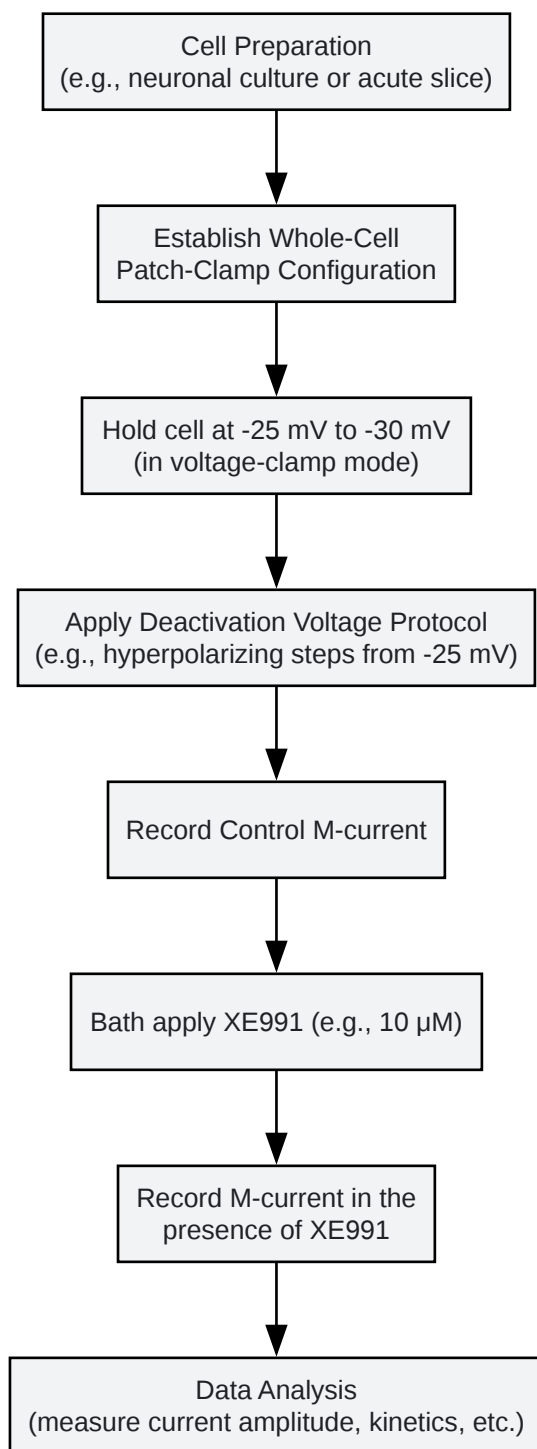 Cell Preparation
(e.g., neuronal culture or acute slice)
Establish Whole-Cell
Patch-Clamp Configuration
Hold cell at -25 mV to -30 mV
(in voltage-clamp mode)
Apply Deactivation Voltage Protocol
(e.g., hyperpolarizing steps from -25 mV)
Record Control M-current
Bath apply XE991 (e.g., 10 μM)
Record M-current in the
presence of XE991
Data Analysis
(measure current amplitude, kinetics, etc.)